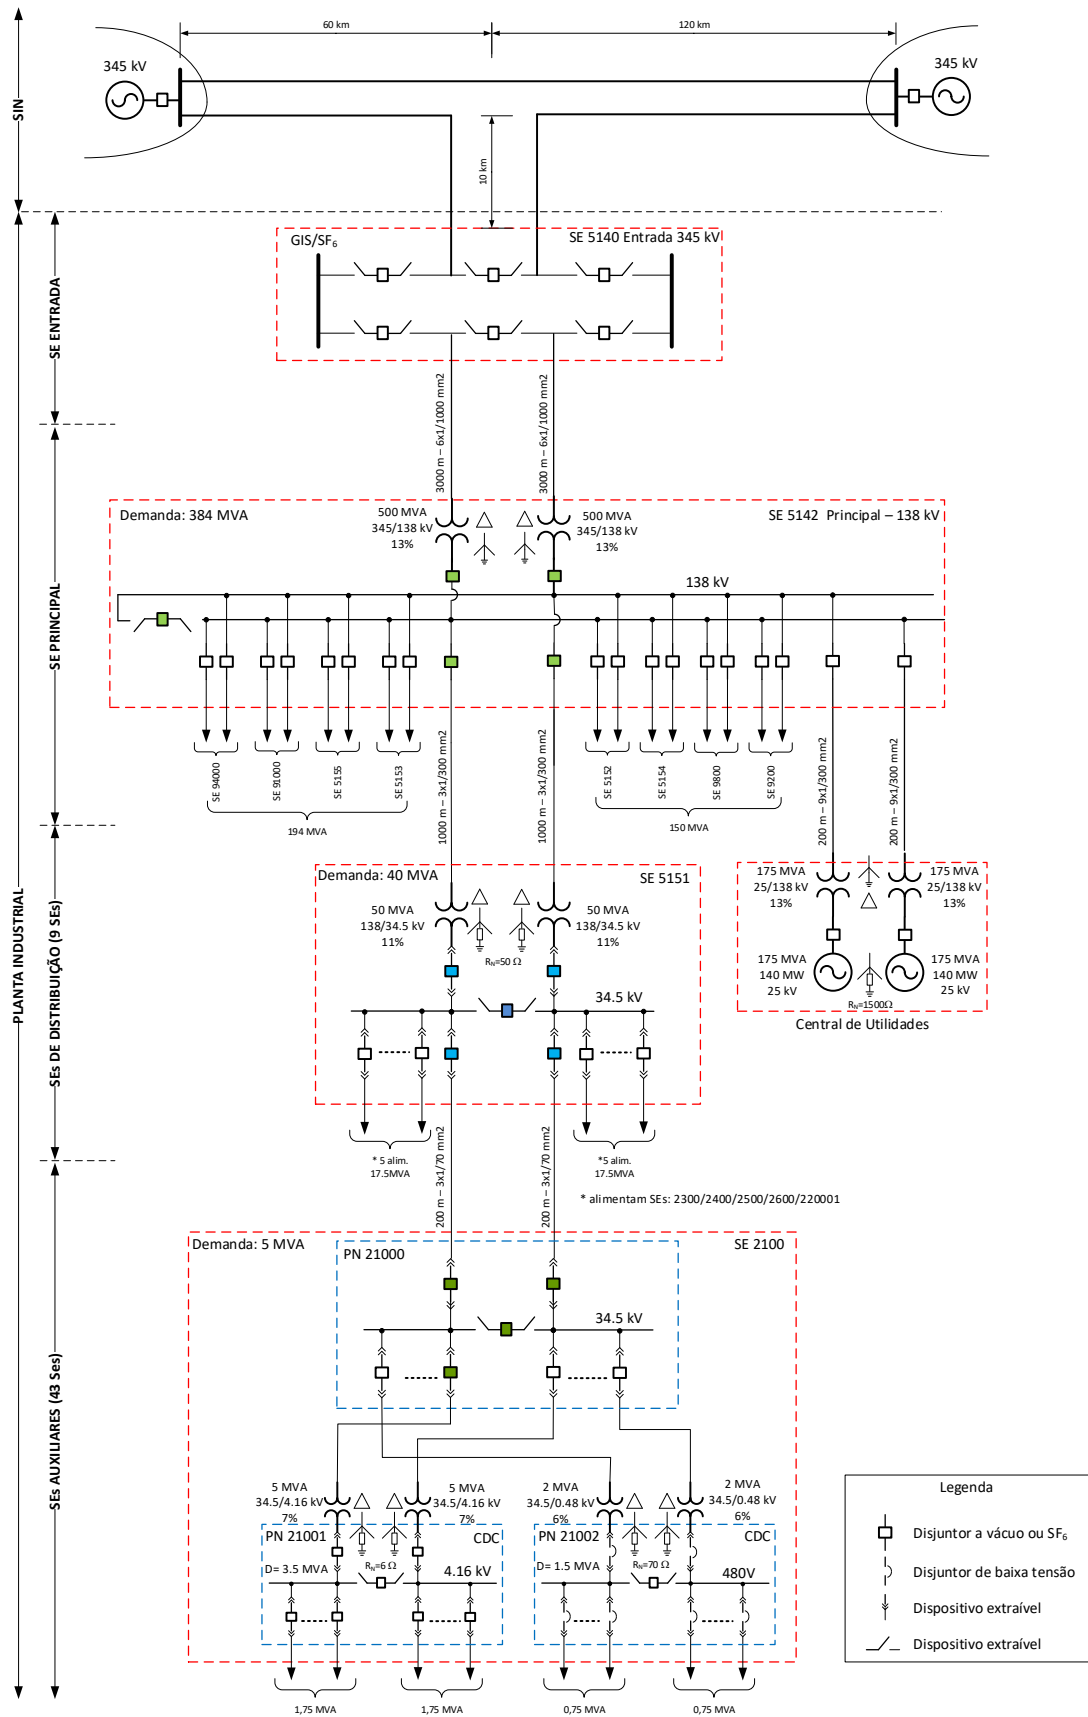 60 km
120 km
345 kV
345 kV
SIN
10 km
GIS/SF₆
SE 5140 Entrada 345 kV
SE ENTRADA
3000 m – 6x1/1000 mm2
3000 m – 6x1/1000 mm2
Demanda: 384 MVA
500 MVA
345/138 kV
13%
500 MVA
345/138 kV
13%
SE 5142 Principal – 138 kV
138 kV
SE PRINCIPAL
SE 94000
SE 91000
SE 5155
SE 5153
194 MVA
1000 m – 3x1/300 mm2
1000 m – 3x1/300 mm2
SE 5152
SE 5154
SE 9800
SE 9200
150 MVA
200 m – 9x1/300 mm2
200 m – 9x1/300 mm2
PLANTA INDUSTRIAL
SEs DE DISTRIBUIÇÃO (9 SEs)
Demanda: 40 MVA
SE 5151
50 MVA
138/34.5 kV
11%
50 MVA
138/34.5 kV
11%
R_N=50 Ω
34.5 kV
175 MVA
25/138 kV
13%
175 MVA
25/138 kV
13%
175 MVA
140 MW
25 kV
175 MVA
140 MW
25 kV
R_N=1500Ω
Central de Utilidades
* 5 alim.
17.5MVA
*5 alim.
17.5MVA
200 m – 3x1/70 mm2
200 m – 3x1/70 mm2
* alimentam SEs: 2300/2400/2500/2600/220001
SEs AUXILIARES (43 Ses)
Demanda: 5 MVA
SE 2100
PN 21000
34.5 kV
5 MVA
34.5/4.16 kV
7%
5 MVA
34.5/4.16 kV
7%
2 MVA
34.5/0.48 kV
6%
2 MVA
34.5/0.48 kV
6%
PN 21001
CDC
R_N=6 Ω
D= 3.5 MVA
4.16 kV
PN 21002
CDC
R_N=70 Ω
D= 1.5 MVA
480V
1,75 MVA
1,75 MVA
0,75 MVA
0,75 MVA
Legenda
Disjuntor a vácuo ou SF₆
Disjuntor de baixa tensão
Dispositivo extraível
Dispositivo extraível